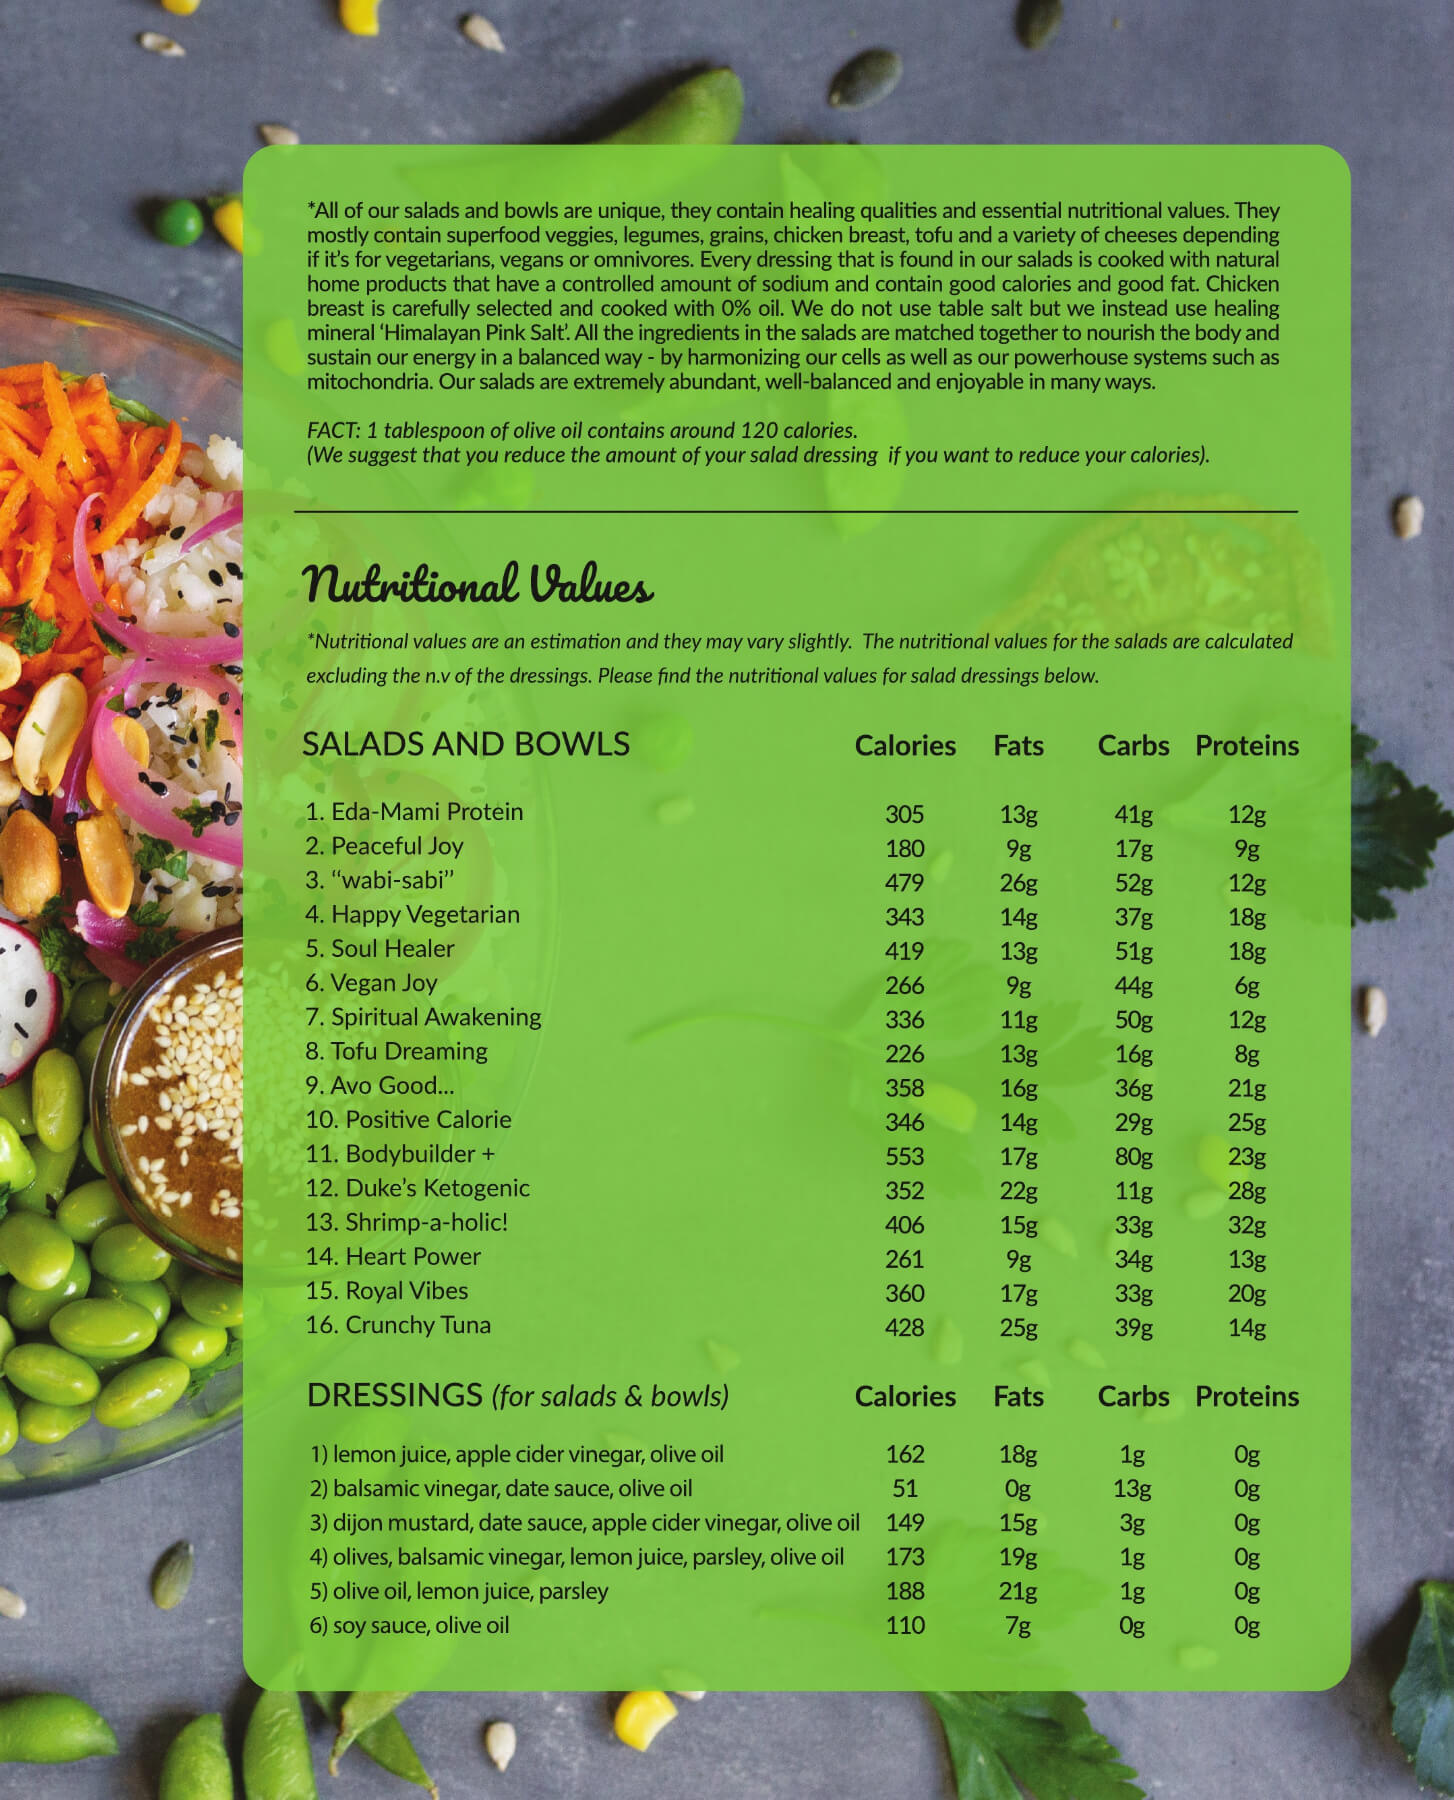 *All of our salads and bowls are unique, they contain healing qualities and essential nutritional values. They
mostly contain superfood veggies, legumes, grains, chicken breast, tofu and a variety of cheeses depending
if it's for vegetarians, vegans or omnivores. Every dressing that is found in our salads is cooked with natural
home products that have a controlled amount of sodium and contain good calories and good fat. Chicken
breast is carefully selected and cooked with 0% oil. We do not use table salt but we instead use healing
mineral ‘Himalayan Pink Salt’. All the ingredients in the salads are matched together to nourish the body and
sustain our energy in a balanced way - by harmonizing our cells as well as our powerhouse systems such as
mitochondria. Our salads are extremely abundant, well-balanced and enjoyable in many ways.
FACT: 1 tablespoon of olive oil contains around 120 calories.
(We suggest that you reduce the amount of your salad dressing if you want to reduce your calories).
Nutritional Values
*Nutritional values are an estimation and they may vary slightly. The nutritional values for the salads are calculated
excluding the n.v of the dressings. Please find the nutritional values for salad dressings below.
SALADS AND BOWLS Calories Fats Carbs Proteins
1. Eda-Mami Protein 305 13g 41g 12g
2. Peaceful Joy 180 9g 17g 9g
3. “wabi-sabi” 479 26g 52g 12g
4. Happy Vegetarian 343 14g 37g 18g
5. Soul Healer 419 13g 51g 18g
6. Vegan Joy 266 9g 44g 6g
7. Spiritual Awakening 336 11g 50g 12g
8. Tofu Dreaming 226 13g 16g 8g
9. Avo Good... 358 16g 36g 21g
10. Positive Calorie 346 14g 29g 25g
11. Bodybuilder + 553 17g 80g 23g
12. Duke’s Ketogenic 352 22g 11g 28g
13. Shrimp-a-holic! 406 15g 33g 32g
14. Heart Power 261 9g 34g 13g
15. Royal Vibes 360 17g 33g 20g
16. Crunchy Tuna 428 25g 39g 14g
DRESSINGS (for salads & bowls) Calories Fats Carbs Proteins
1) lemon juice, apple cider vinegar, olive oil 162 18g 1g 0g
2) balsamic vinegar, date sauce, olive oil 51 0g 13g 0g
3) dijon mustard, date sauce, apple cider vinegar, olive oil 149 15g 3g 0g
4) olives, balsamic vinegar, lemon juice, parsley, olive oil 173 19g 1g 0g
5) olive oil, lemon juice, parsley 188 21g 1g 0g
6) soy sauce, olive oil 110 7g 0g 0g